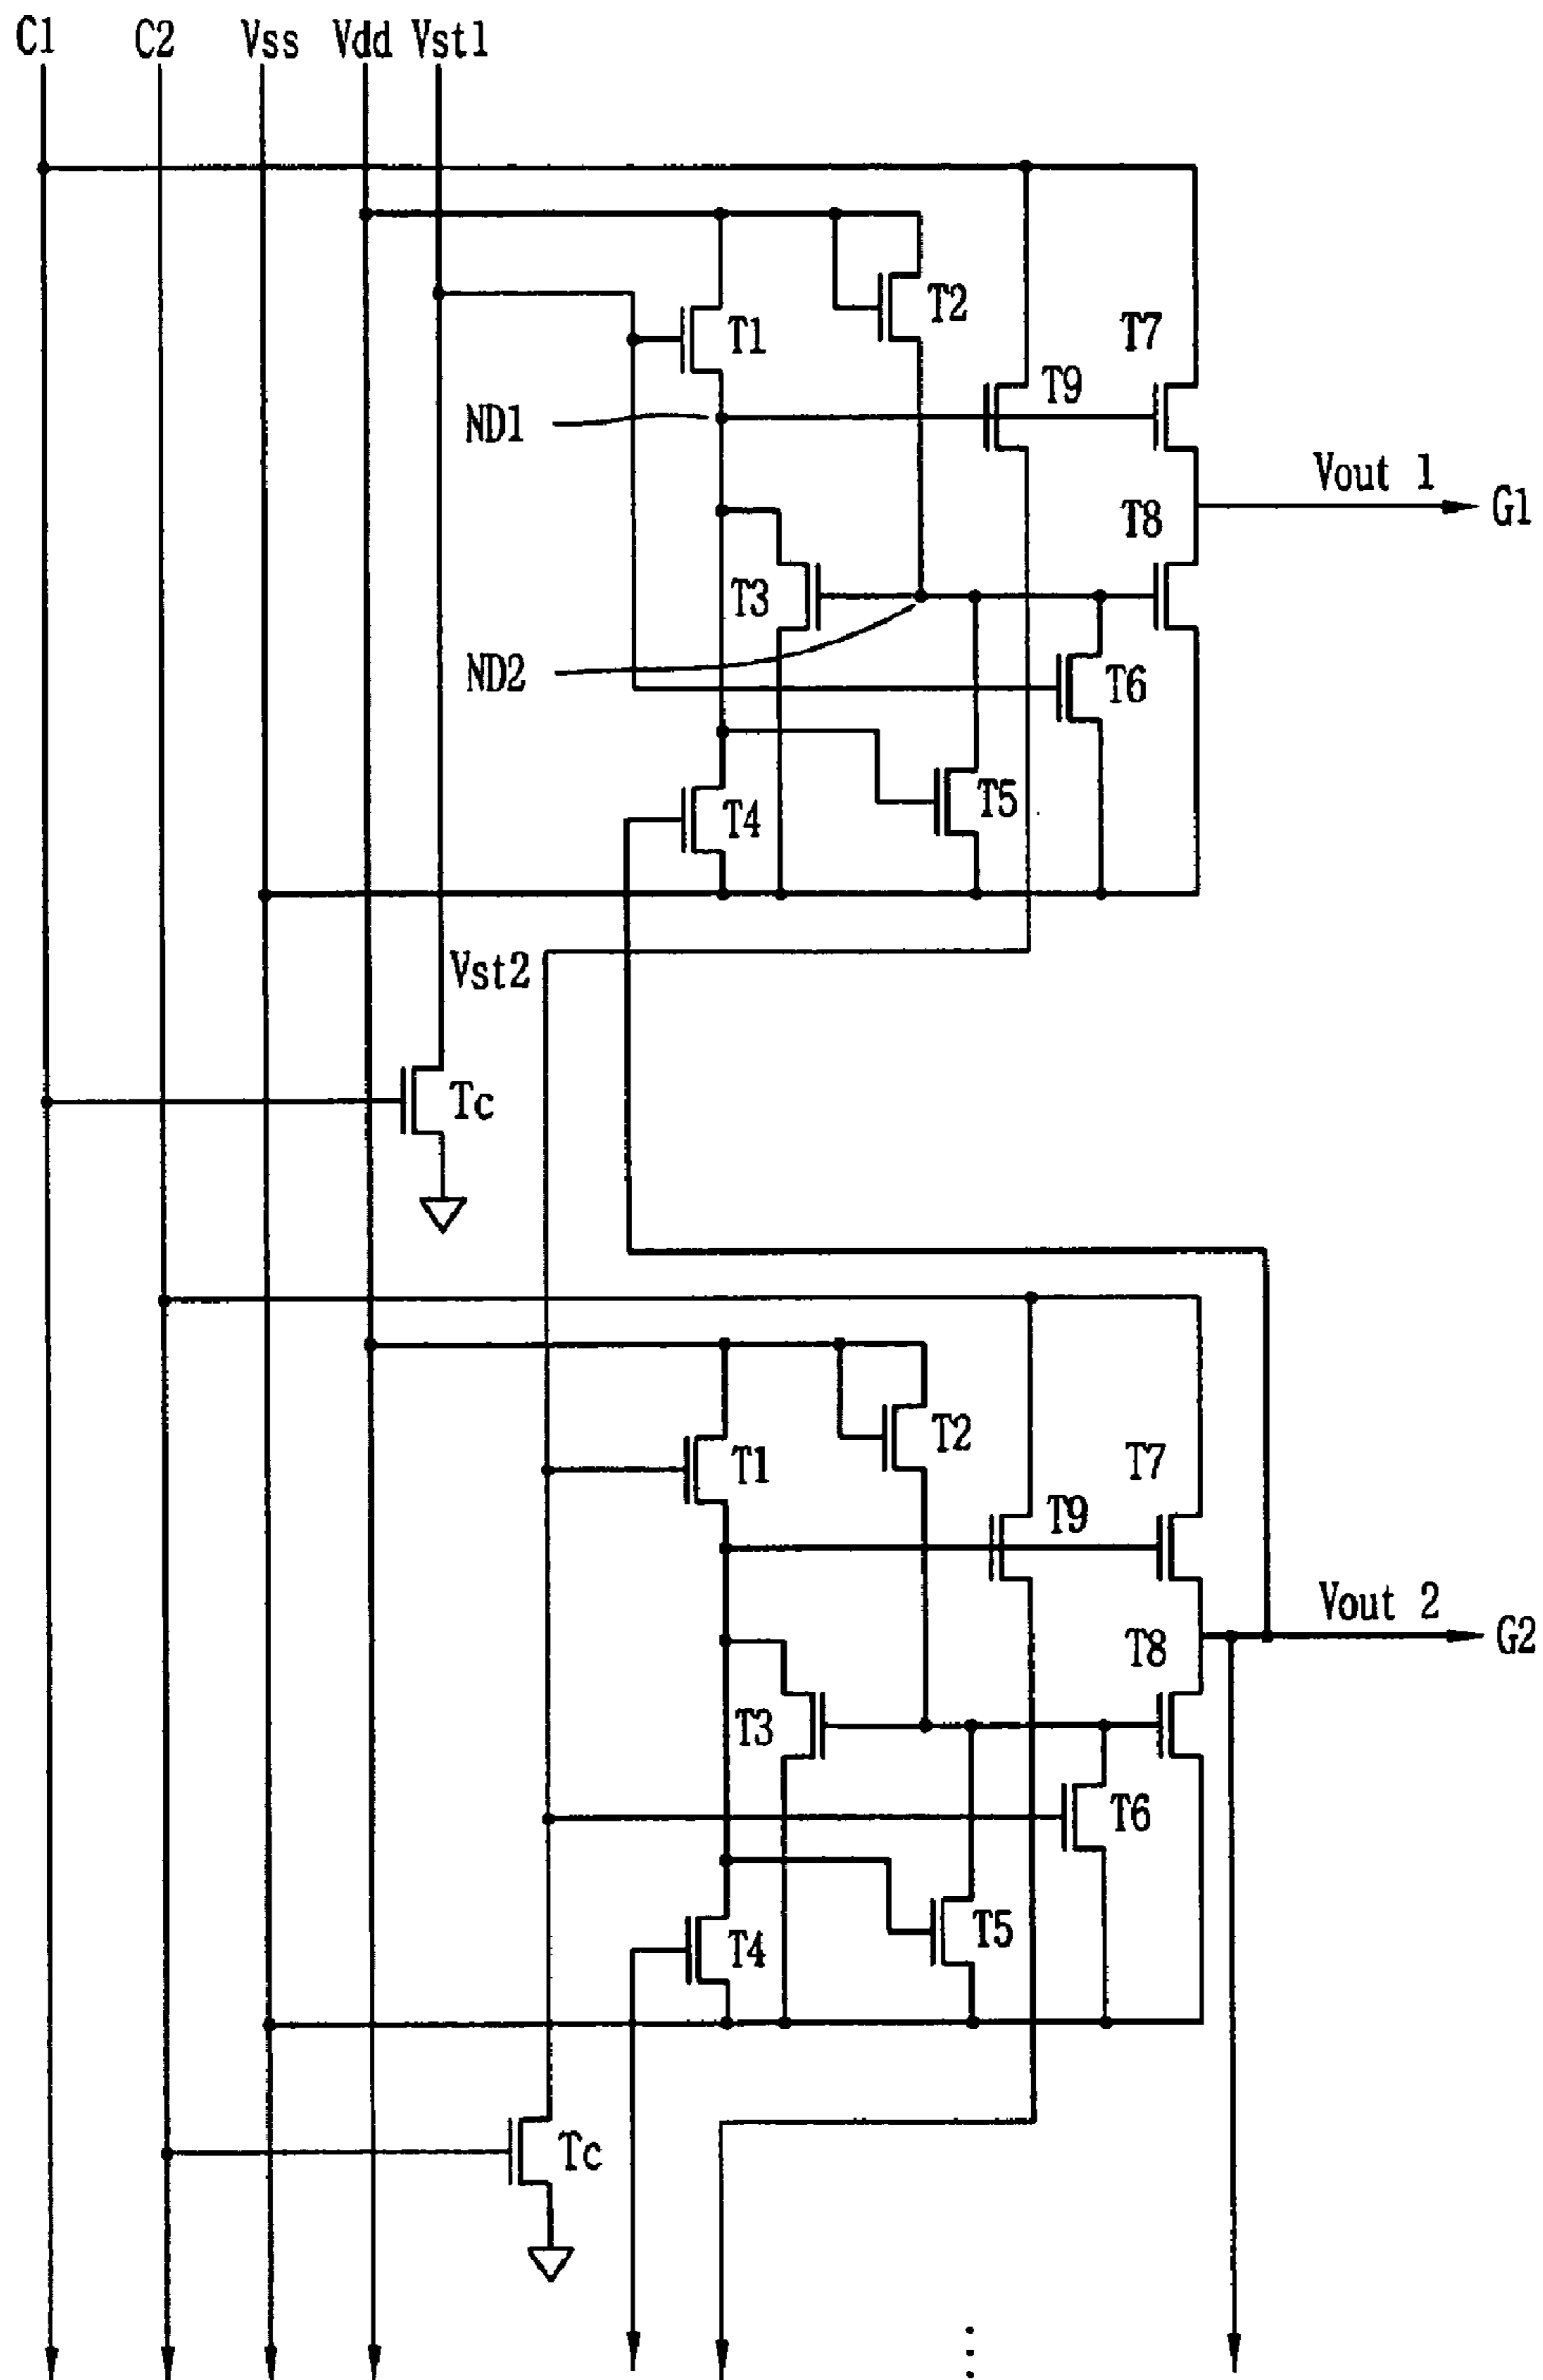 C1 C2 Vss Vdd Vst1
T2
T1
T7
T9
ND1
Vout 1
G1
T8
T3
ND2
T6
T5
T4
Vst2
Tc
T2
T1
T7
T9
Vout 2
G2
T8
T3
T6
T5
T4
Tc